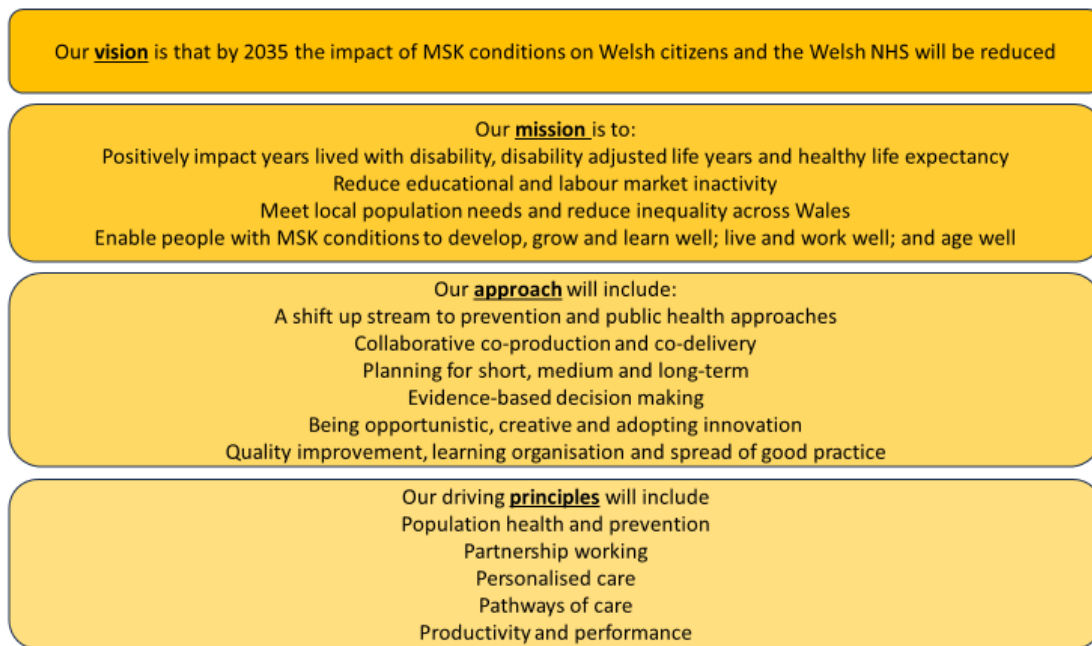 Our vision is that by 2035 the impact of MSK conditions on Welsh citizens and the Welsh NHS will be reduced
Our mission is to:
Positively impact years lived with disability, disability adjusted life years and healthy life expectancy
Reduce educational and labour market inactivity
Meet local population needs and reduce inequality across Wales
Enable people with MSK conditions to develop, grow and learn well; live and work well; and age well
Our approach will include:
A shift up stream to prevention and public health approaches
Collaborative co-production and co-delivery
Planning for short, medium and long-term
Evidence-based decision making
Being opportunistic, creative and adopting innovation
Quality improvement, learning organisation and spread of good practice
Our driving principles will include
Population health and prevention
Partnership working
Personalised care
Pathways of care
Productivity and performance